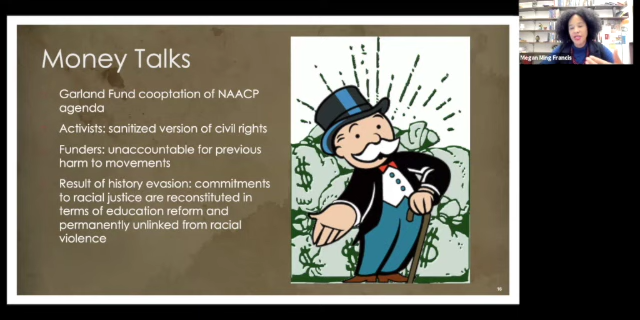 Money Talks
Garland Fund cooptation of NAACP
agenda
Activists: sanitized version of civil rights
Funders: unaccountable for previous
harm to movements
Result of history evasion: commitments
to racial justice are reconstituted in
terms of education reform and
permanently unlinked from racial
violence
Megan Ming Francis